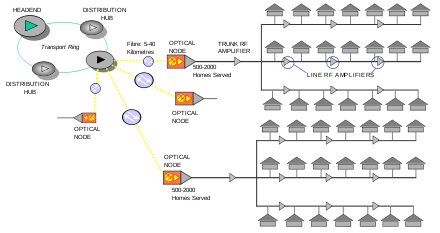 HEADEND
DISTRIBUTION
HUB
Transport Ring
DISTRIBUTION
HUB
Fibre: 5-40
Kilometres
OPTICAL
NODE
500-2000
Homes Served
TRUNK RF
AMPLIFIER
LINE RF AMPLIFIERS
OPTICAL
NODE
OPTICAL
NODE
OPTICAL
NODE
500-2000
Homes Served